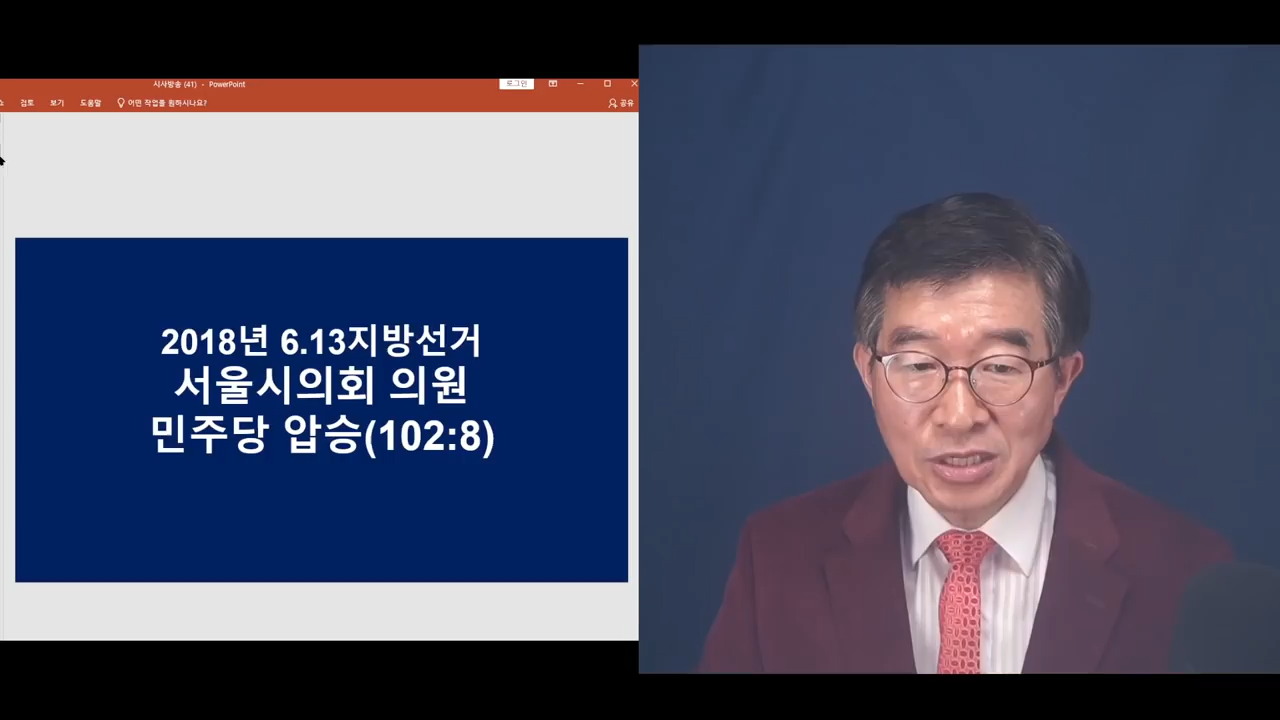 시사방송 (41) - PowerPoint
로그인
검토
보기
도움말
어떤 작업을 원하시나요?
공유
2018년 6.13지방선거
서울시의회 의원
민주당 압승(102:8)